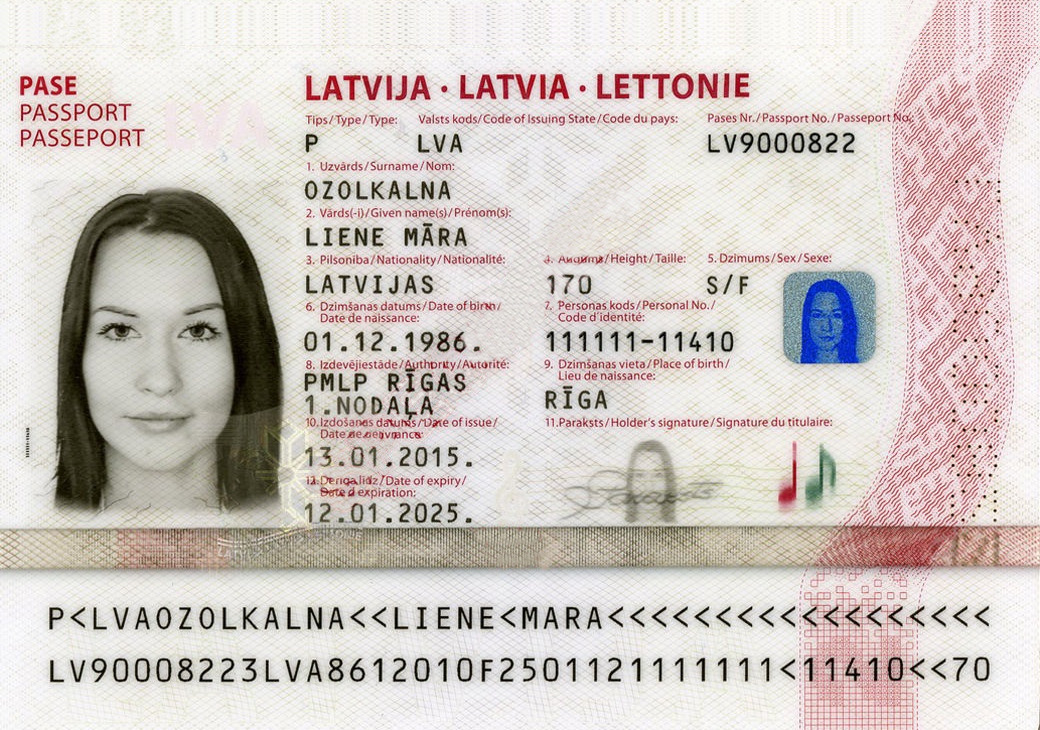 PASE
PASSPORT
PASSEPORT
LVA
LATVIJA · LATVIA · LETTONIE
Tips/Type/Type: Valsts kods/Code of Issuing State/Code du pays: Pases Nr./Passport No./Passeport No.
P LVA LV9000822
1. Uzvārds/Surname/Nom:
OZOLKALNA
2. Vārds(-i)/Given name(s)/Prénom(s):
LIENE MĀRA
3. Pilsonība/Nationality/Nationalité: 4. Augums/Height/Taille: 5. Dzimums/Sex/Sexe:
LATVIJAS 170 S/F
6. Dzimšanas datums/Date of birth/ 7. Personas kods/Personal No./
Date de naissance: Code d'identité:
01.12.1986. 111111-11410
8. Izdevējiestāde/Authority/Autorité: 9. Dzimšanas vieta/Place of birth/
Lieu de naissance:
PMLP RĪGAS
1.NODAĻA RĪGA
10.Izdošanas datums/Date of issue/ 11.Paraksts/Holder's signature/Signature du titulaire:
Date de délivrance:
13.01.2015.
12.Derīga līdz/Date of expiry/
Date d'expiration:
12.01.2025.
P<LVAOZOLKALNA<<LIENE<MARA<<<<<<<<<<<<<<<<<<
LV90008223LVA8612010F2501121111111<11410<<70